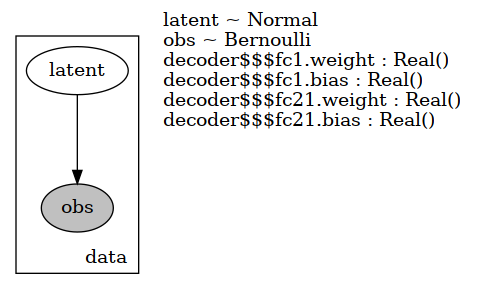 latent
obs
data
latent ~ Normal
obs ~ Bernoulli
decoder$$$fc1.weight : Real()
decoder$$$fc1.bias : Real()
decoder$$$fc21.weight : Real()
decoder$$$fc21.bias : Real()